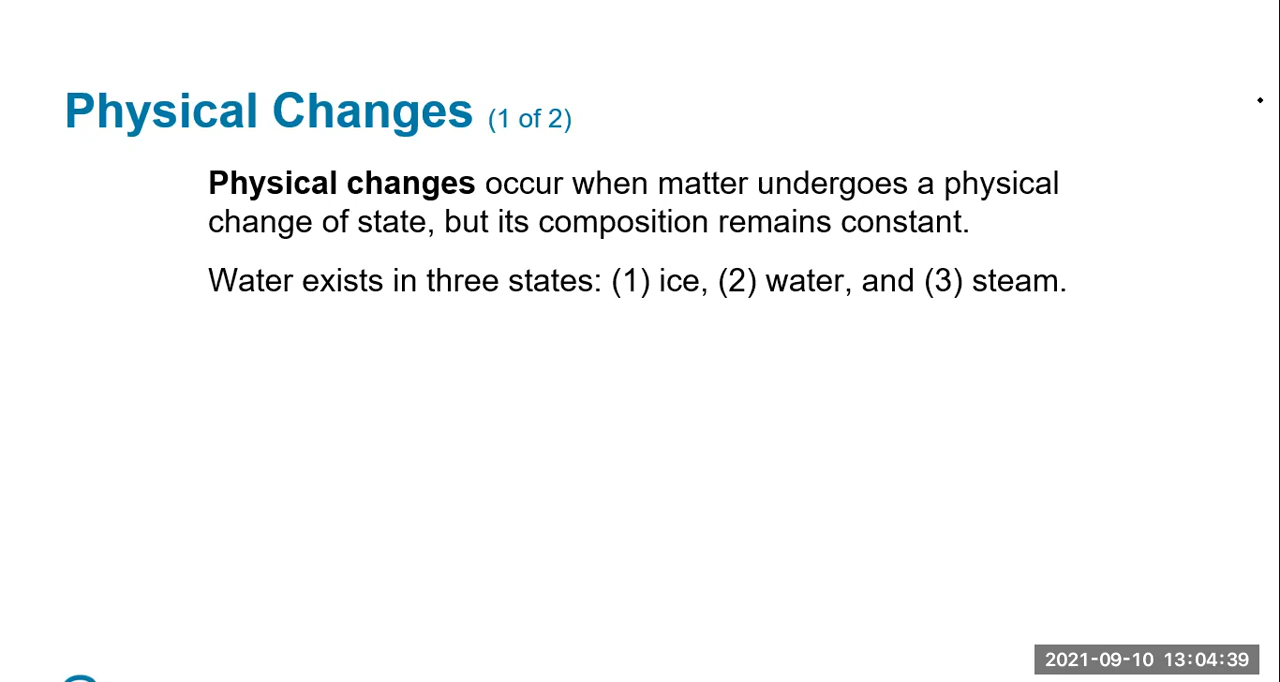 Physical Changes (1 of 2)
Physical changes occur when matter undergoes a physical
change of state, but its composition remains constant.
Water exists in three states: (1) ice, (2) water, and (3) steam.
2021-09-10 13:04:39